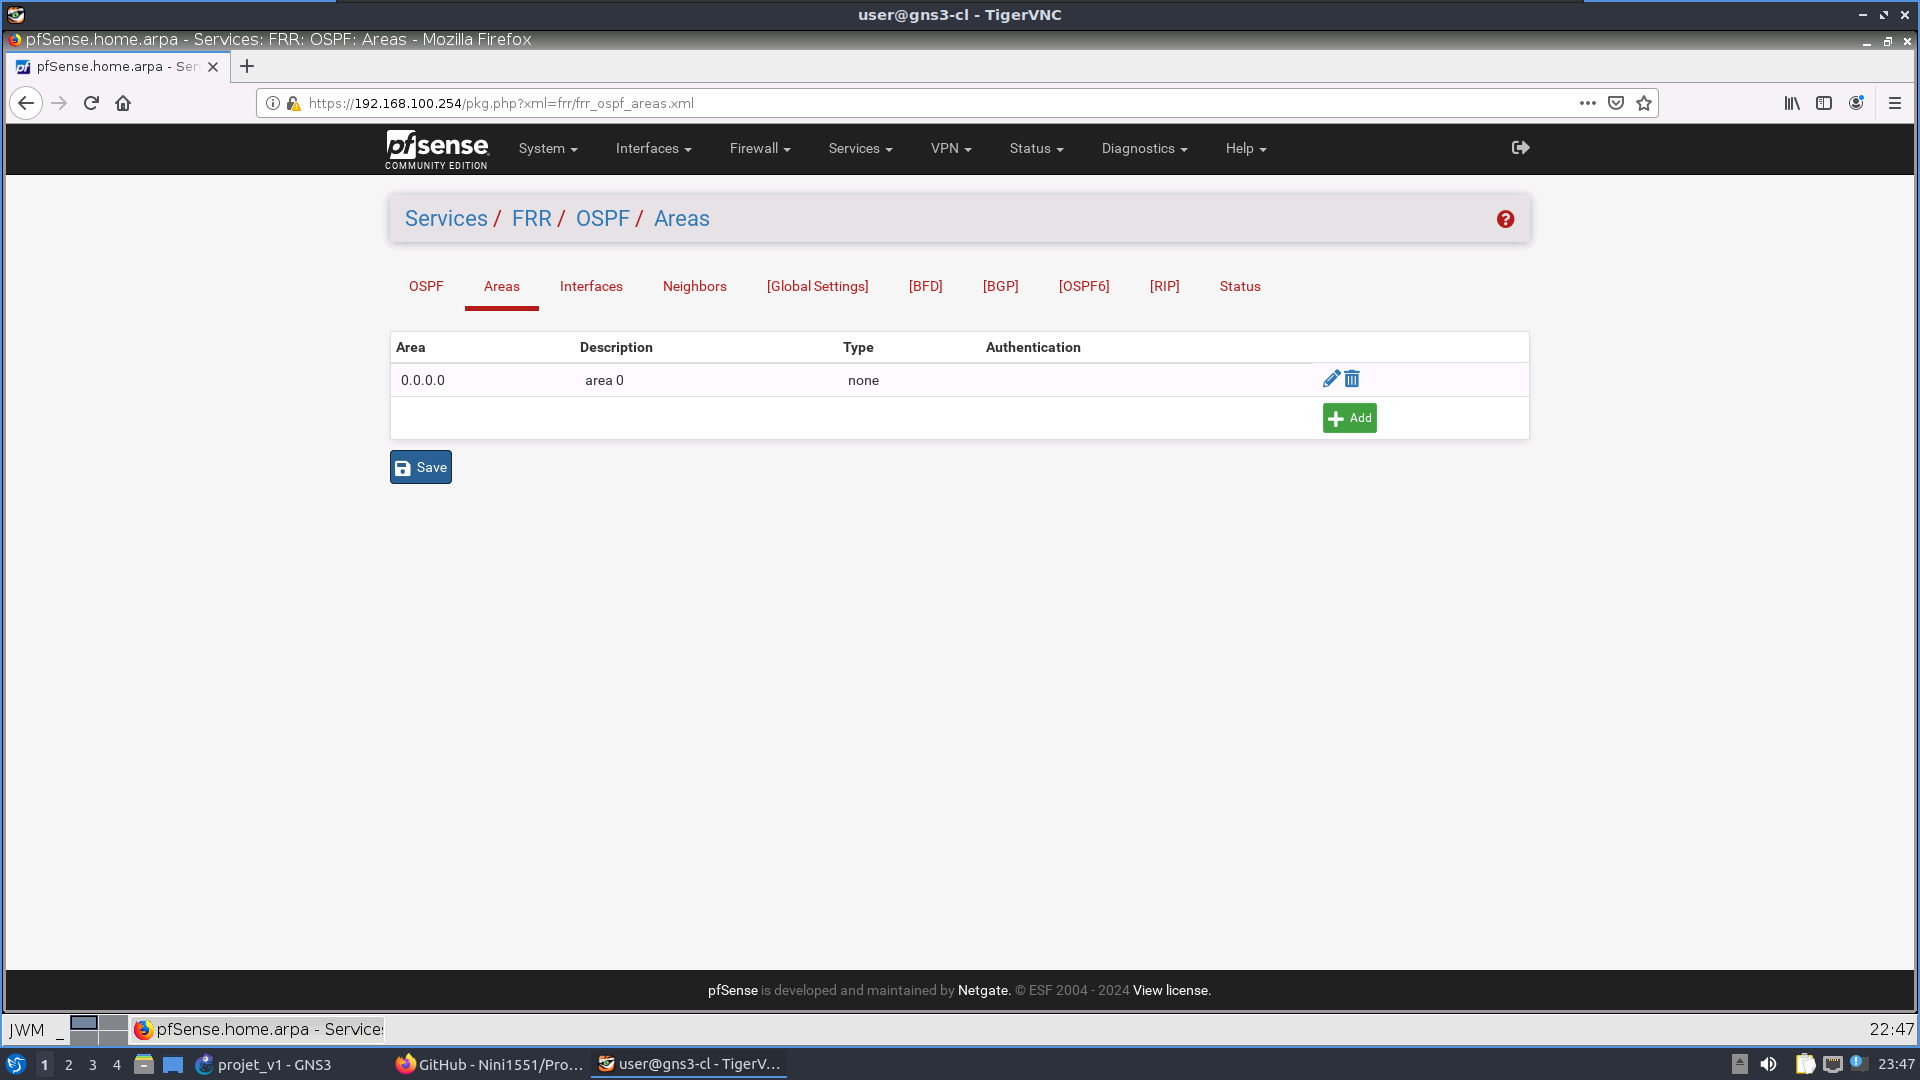 user@gns3-cl - TigerVNC
pfSense.home.arpa - Services: FRR: OSPF: Areas - Mozilla Firefox
pfSense.home.arpa - Ser
https://192.168.100.254/pkg.php?xml=frr/frr_ospf_areas.xml
pfsense
COMMUNITY EDITION
System Interfaces Firewall Services VPN Status Diagnostics Help
Services / FRR / OSPF / Areas
OSPF Areas Interfaces Neighbors [Global Settings] [BFD] [BGP] [OSPF6] [RIP] Status
Area Description Type Authentication
0.0.0.0 area 0 none
Add
Save
pfSense is developed and maintained by Netgate. © ESF 2004 - 2024 View license.
JWM _ pfSense.home.arpa - Services 22:47
1 2 3 4 projet_v1 - GNS3 GitHub - Nini1551/Pro... user@gns3-cl - TigerV... 23:47